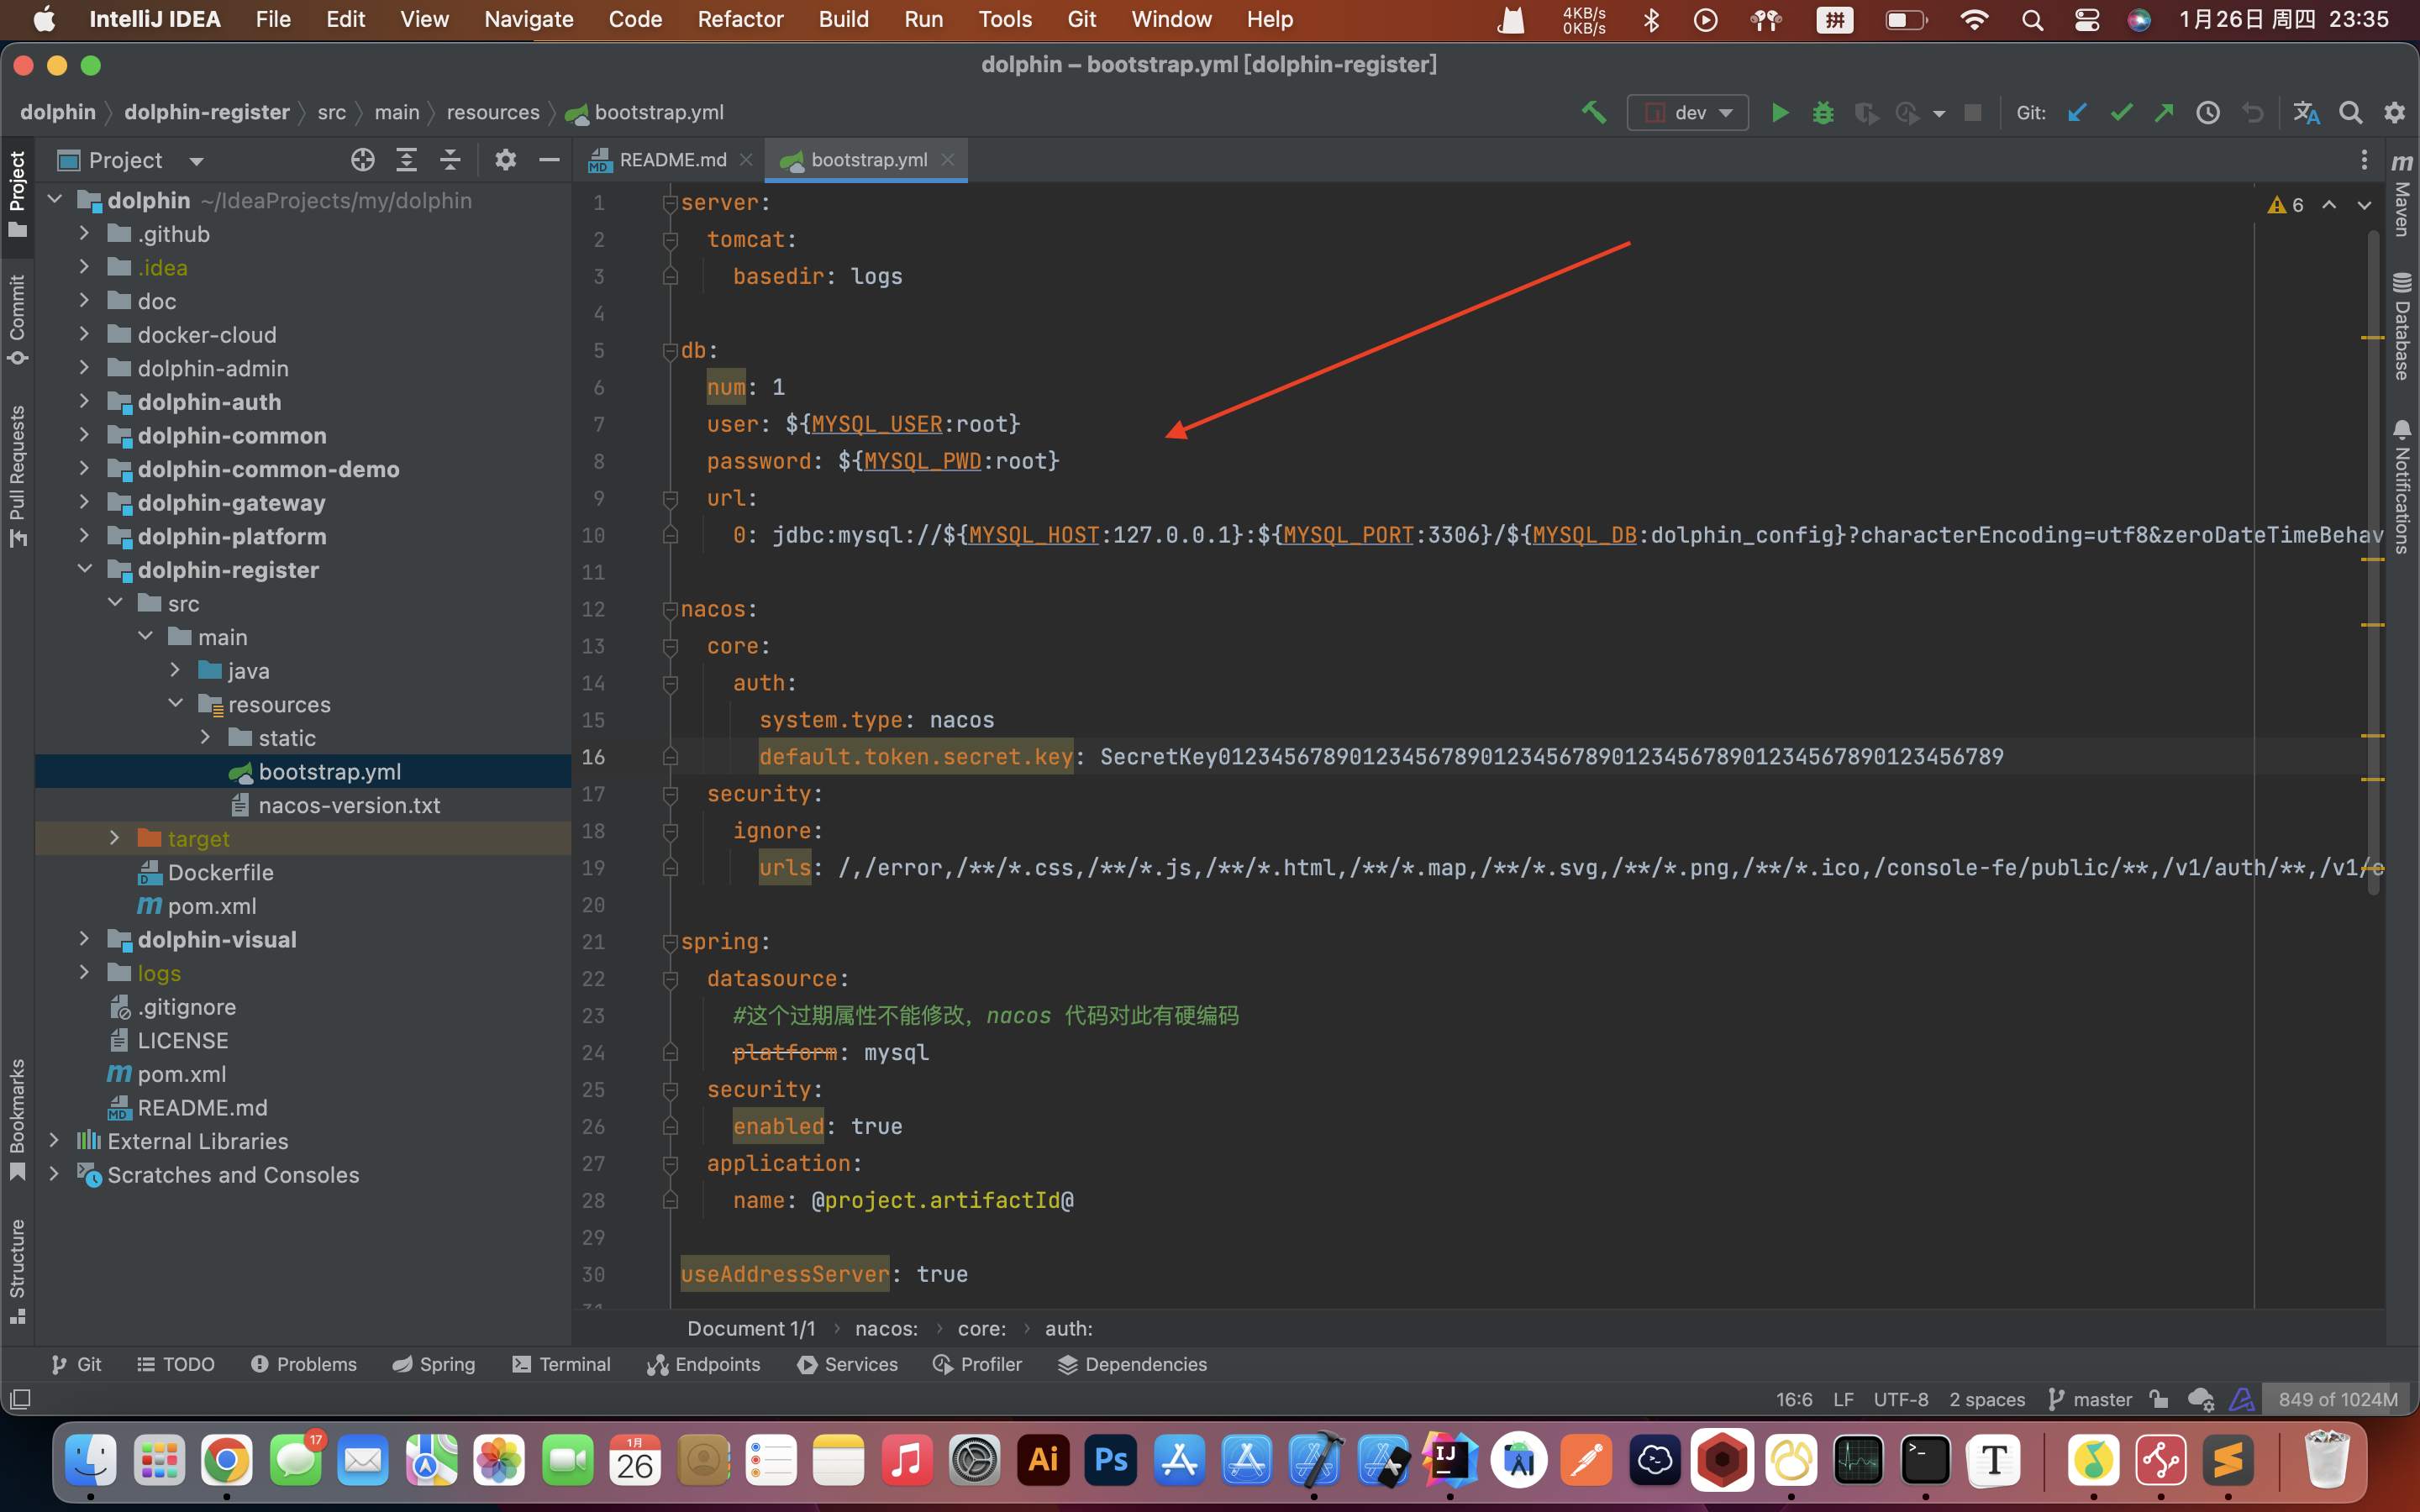 IntelliJ IDEA File Edit View Navigate Code Refactor Build Run Tools Git Window Help 4KB/s 0KB/s 拼 1月26日 周四 23:35
dolphin – bootstrap.yml [dolphin-register]
dolphin dolphin-register src main resources bootstrap.yml dev Git:
Project
README.md bootstrap.yml
Project
Commit
Pull Requests
Bookmarks
Structure
dolphin ~/IdeaProjects/my/dolphin
.github
.idea
doc
docker-cloud
dolphin-admin
dolphin-auth
dolphin-common
dolphin-common-demo
dolphin-gateway
dolphin-platform
dolphin-register
src
main
java
resources
static
bootstrap.yml
nacos-version.txt
target
Dockerfile
pom.xml
dolphin-visual
logs
.gitignore
LICENSE
pom.xml
README.md
External Libraries
Scratches and Consoles
6
1 server:
2 tomcat:
3 basedir: logs
4
5 db:
6 num: 1
7 user: ${MYSQL_USER:root}
8 password: ${MYSQL_PWD:root}
9 url:
10 0: jdbc:mysql://${MYSQL_HOST:127.0.0.1}:${MYSQL_PORT:3306}/${MYSQL_DB:dolphin_config}?characterEncoding=utf8&zeroDateTimeBehav
11
12 nacos:
13 core:
14 auth:
15 system.type: nacos
16 default.token.secret.key: SecretKey012345678901234567890123456789012345678901234567890123456789
17 security:
18 ignore:
19 urls: /,/error,/**/*.css,/**/*.js,/**/*.html,/**/*.map,/**/*.svg,/**/*.png,/**/*.ico,/console-fe/public/**,/v1/auth/**,/v1/c
20
21 spring:
22 datasource:
23 #这个过期属性不能修改，nacos 代码对此有硬编码
24 platform: mysql
25 security:
26 enabled: true
27 application:
28 name: @project.artifactId@
29
30 useAddressServer: true
31
Maven
Database
Notifications
Document 1/1 nacos: core: auth:
Git TODO Problems Spring Terminal Endpoints Services Profiler Dependencies
16:6 LF UTF-8 2 spaces master 849 of 1024M
17
1月
26
Ai
Ps
IJ
T